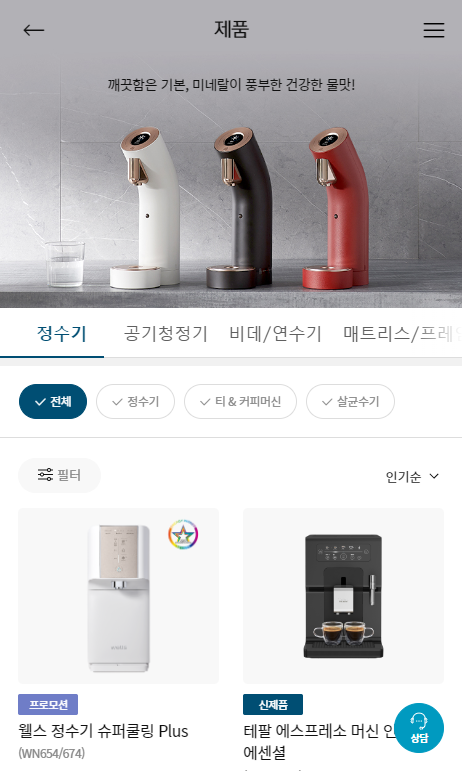 제품
깨끗함은 기본, 미네랄이 풍부한 건강한 물맛!
정수기 공기청정기 비데/연수기 매트리스/프레임
전체 정수기 티 & 커피머신 살균수기
필터 인기순
프로모션
웰스 정수기 슈퍼쿨링 Plus
(WN654/674)
신제품
테팔 에스프레소 머신 인
에센셜
상담